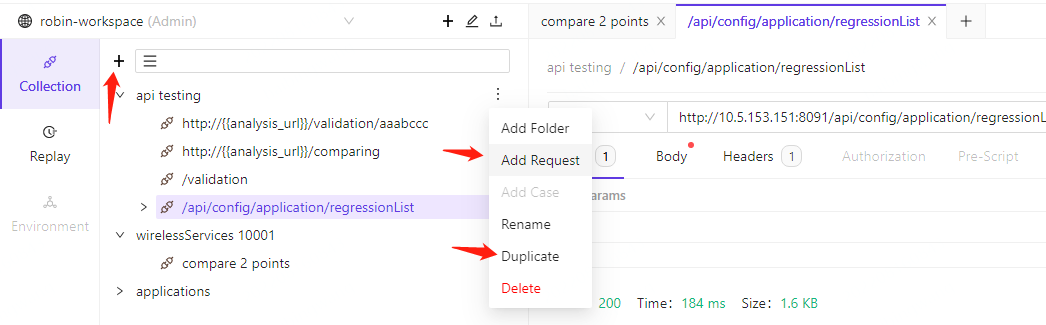 robin-workspace (Admin)
compare 2 points
/api/config/application/regressionList
Collection
Replay
Environment
api testing
http://{{analysis_url}}/validation/aaabccc
http://{{analysis_url}}/comparing
/validation
/api/config/application/regressionList
wirelessServices 10001
compare 2 points
applications
Add Folder
Add Request
Add Case
Rename
Duplicate
Delete
api testing / /api/config/application/regressionList
http://10.5.153.151:8091/api/config/application/regressionL
1 Body Headers 1 Authorization Pre-Script
arams
200 Time: 184 ms Size: 1.6 KB